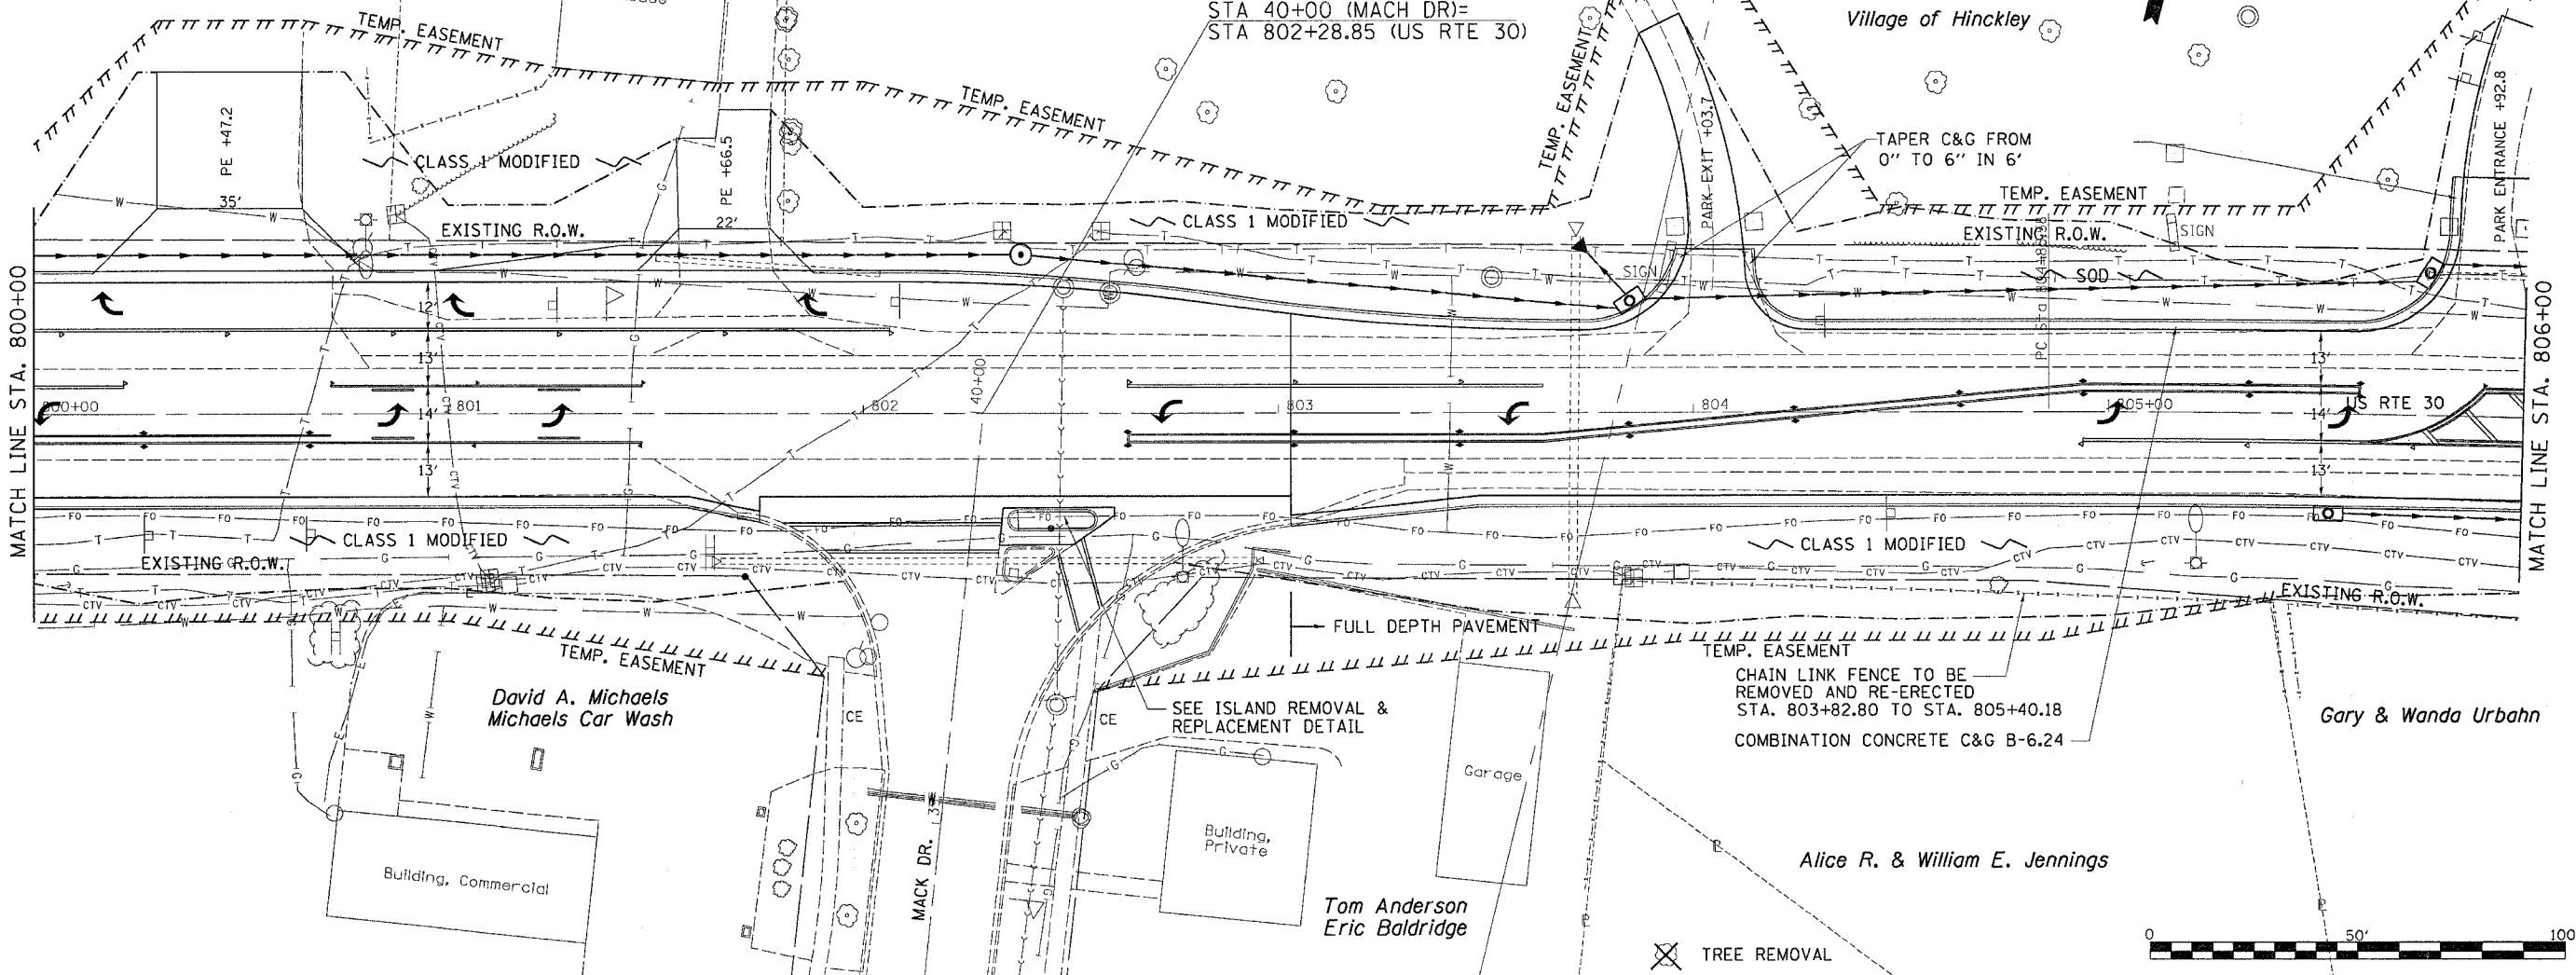 STA 40+00 (MACH DR)=
STA 802+28.85 (US RTE 30)
Village of Hinckley
TEMP. EASEMENT
TEMP. EASEMENT
TEMP. EASEMENT
TEMP. EASEMENT
PE +47.2
35'
PE +66.5
22'
CLASS 1 MODIFIED
EXISTING R.O.W.
CLASS 1 MODIFIED
PARK EXIT +03.7
TAPER C&G FROM
0" TO 6" IN 6'
EXISTING R.O.W.
SIGN
SIGN
SOD
PARK ENTRANCE +92.8
MATCH LINE STA. 800+00
MATCH LINE STA. 806+00
12'
13'
14'
13'
801
802
40+00
803
804
805+00
US RTE 30
13'
14'
13'
CLASS 1 MODIFIED
EXISTING R.O.W.
CLASS 1 MODIFIED
EXISTING R.O.W.
FULL DEPTH PAVEMENT
TEMP. EASEMENT
TEMP. EASEMENT
David A. Michaels
Michaels Car Wash
CE
CE
SEE ISLAND REMOVAL &
REPLACEMENT DETAIL
CHAIN LINK FENCE TO BE
REMOVED AND RE-ERECTED
STA. 803+82.80 TO STA. 805+40.18
COMBINATION CONCRETE C&G B-6.24
Gary & Wanda Urbahn
Garage
Building,
Private
Building, Commercial
MACK DR.
Tom Anderson
Eric Baldridge
Alice R. & William E. Jennings
TREE REMOVAL
0 50' 100